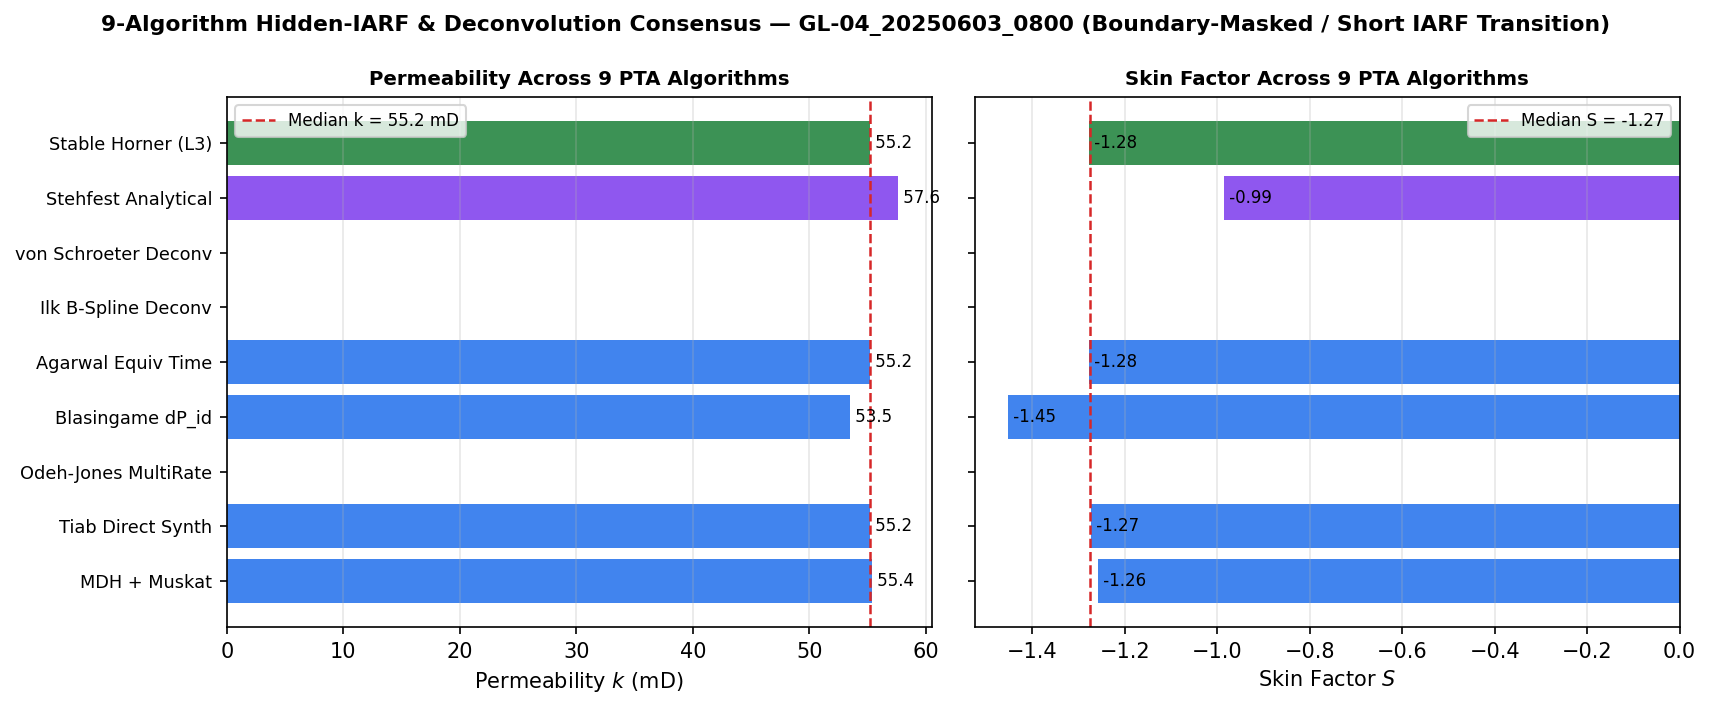 9-Algorithm Hidden-IARF & Deconvolution Consensus — GL-04_20250603_0800 (Boundary-Masked / Short IARF Transition)
Permeability Across 9 PTA Algorithms
Median k = 55.2 mD
Stable Horner (L3)
55.2
Stehfest Analytical
57.6
von Schroeter Deconv
Ilk B-Spline Deconv
Agarwal Equiv Time
55.2
Blasingame dP_id
53.5
Odeh-Jones MultiRate
Tiab Direct Synth
55.2
MDH + Muskat
55.4
0 10 20 30 40 50 60
Permeability k (mD)
Skin Factor Across 9 PTA Algorithms
Median S = -1.27
-1.28
-0.99
-1.28
-1.45
-1.27
-1.26
−1.4 −1.2 −1.0 −0.8 −0.6 −0.4 −0.2 0.0
Skin Factor S